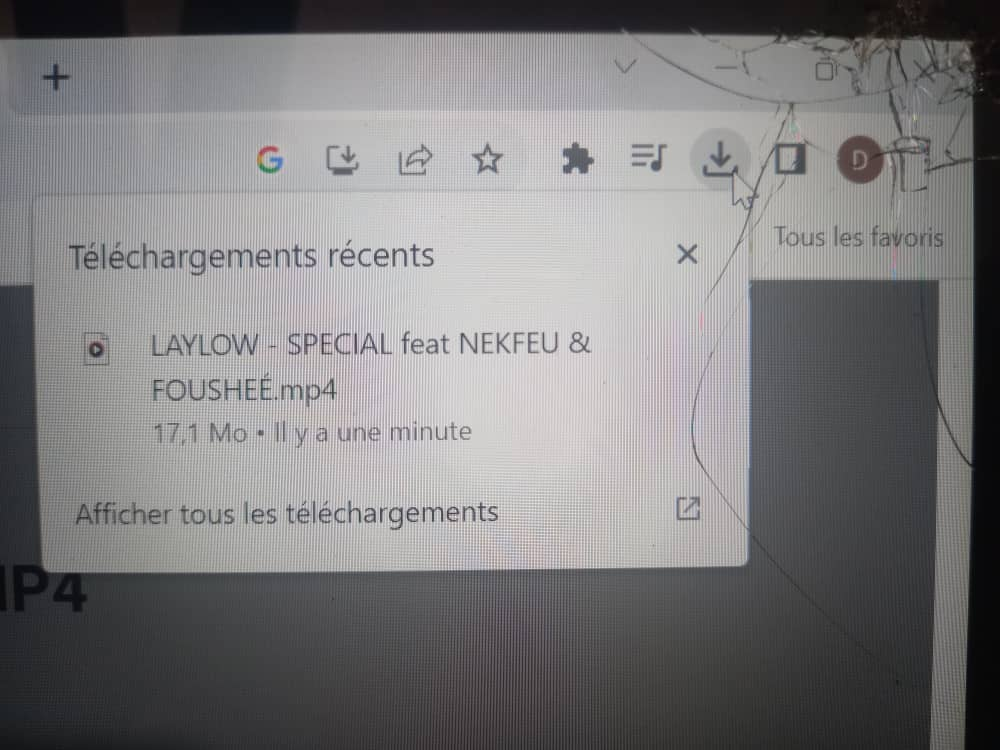 G
D
Tous les favoris
Téléchargements récents
LAYLOW - SPECIAL feat NEKFEU &
FOUSHEÉ.mp4
17,1 Mo • Il y a une minute
Afficher tous les téléchargements
MP4